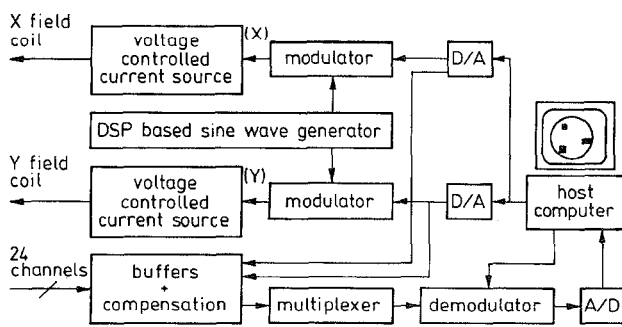 X field
coil
voltage
controlled
current source
(X)
modulator
D/A
DSP based sine wave generator
Y field
coil
voltage
controlled
current source
(Y)
modulator
D/A
host
computer
24
channels
buffers
+
compensation
multiplexer
demodulator
A/D